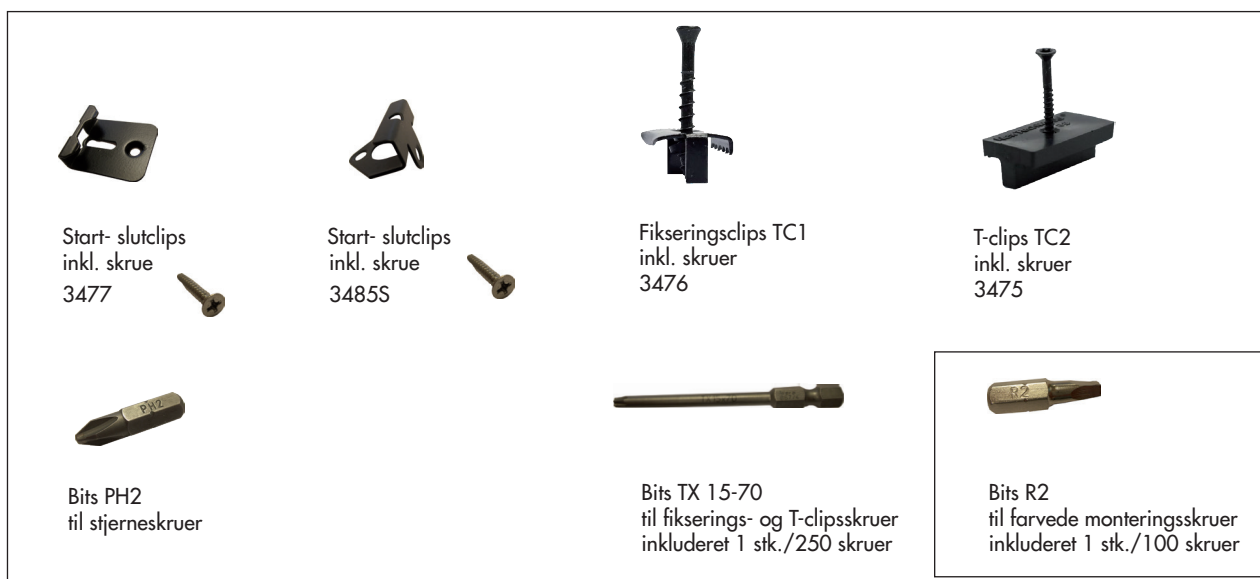 Start- slutclips
inkl. skrue
3477
Start- slutclips
inkl. skrue
3485S
Fikseringsclips TC1
inkl. skruer
3476
T-clips TC2
inkl. skruer
3475
PH2
Bits PH2
til stjerneskruer
Bits TX 15-70
til fikserings- og T-clipsskruer
inkluderet 1 stk./250 skruer
R2
Bits R2
til farvede monteringsskruer
inkluderet 1 stk./100 skruer